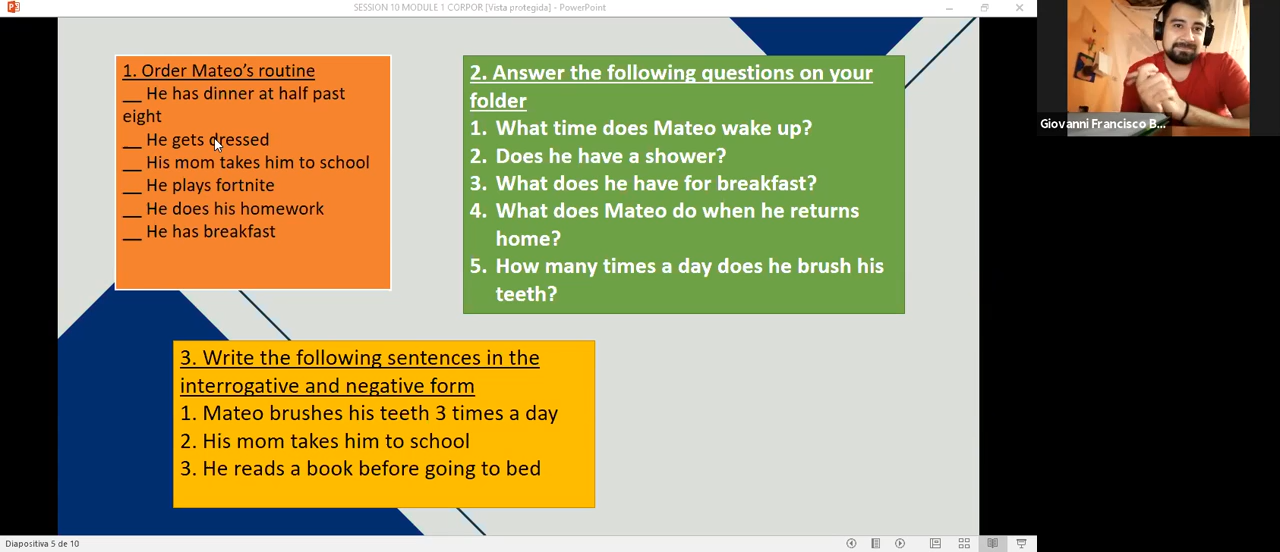 SESSION 10 MODULE 1 CORPOR [Vista protegida] - PowerPoint
1. Order Mateo's routine
__ He has dinner at half past
eight
__ He gets dressed
__ His mom takes him to school
__ He plays fortnite
__ He does his homework
__ He has breakfast
2. Answer the following questions on your
folder
1. What time does Mateo wake up?
2. Does he have a shower?
3. What does he have for breakfast?
4. What does Mateo do when he returns
home?
5. How many times a day does he brush his
teeth?
3. Write the following sentences in the
interrogative and negative form
1. Mateo brushes his teeth 3 times a day
2. His mom takes him to school
3. He reads a book before going to bed
Giovanni Francisco B...
Diapositiva 5 de 10